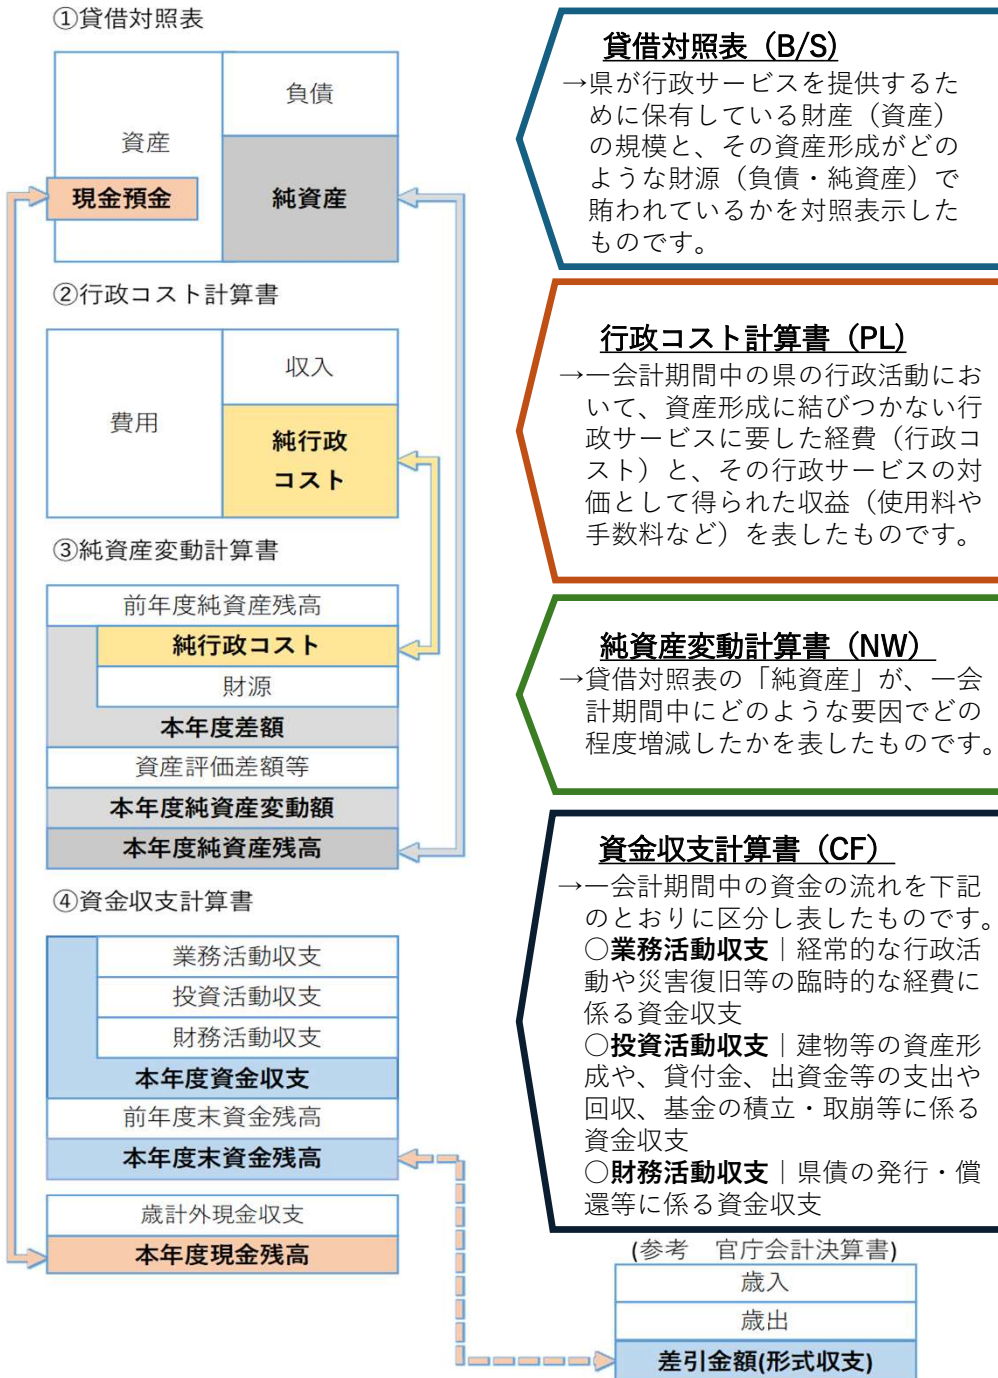 ①貸借対照表
資産
負債
現金預金
純資産
②行政コスト計算書
費用
収入
純行政
コスト
③純資産変動計算書
前年度純資産残高
純行政コスト
財源
本年度差額
資産評価差額等
本年度純資産変動額
本年度純資産残高
④資金収支計算書
業務活動収支
投資活動収支
財務活動収支
本年度資金収支
前年度末資金残高
本年度末資金残高
歳計外現金収支
本年度現金残高
貸借対照表（B/S）
→県が行政サービスを提供するた
めに保有している財産（資産）
の規模と、その資産形成がどの
ような財源（負債・純資産）で
賄われているかを対照表示した
ものです。
行政コスト計算書（PL）
→一会計期間中の県の行政活動にお
いて、資産形成に結びつかない行
政サービスに要した経費（行政コ
スト）と、その行政サービスの対
価として得られた収益（使用料や
手数料など）を表したものです。
純資産変動計算書（NW）
→貸借対照表の「純資産」が、一会
計期間中にどのような要因でどの
程度増減したかを表したものです。
資金収支計算書（CF）
→一会計期間中の資金の流れを下記
のとおりに区分し表したものです。
○業務活動収支｜経常的な行政活
動や災害復旧等の臨時的な経費に
係る資金収支
○投資活動収支｜建物等の資産形
成や、貸付金、出資金等の支出や
回収、基金の積立・取崩等に係る
資金収支
○財務活動収支｜県債の発行・償
還等に係る資金収支
(参考　官庁会計決算書)
歳入
歳出
差引金額(形式収支)